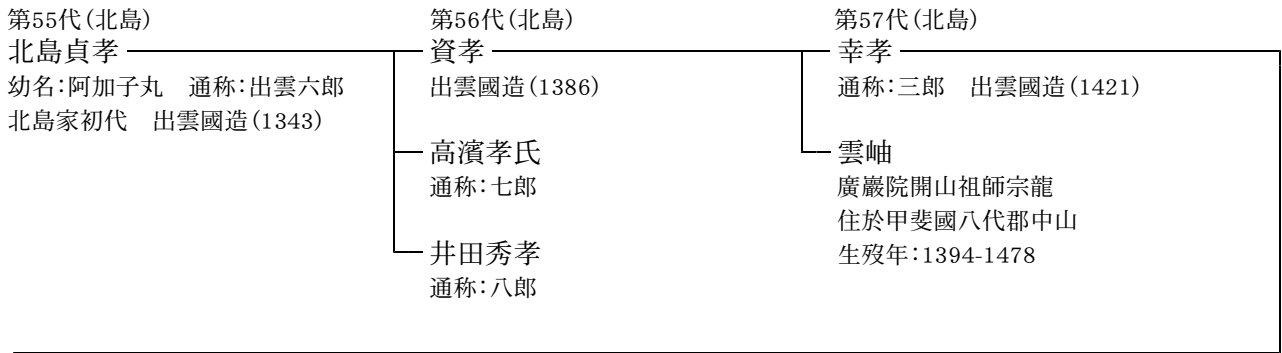 第55代(北島)
北島貞孝
幼名:阿加子丸　通称:出雲六郎
北島家初代　出雲國造(1343)
第56代(北島)
資孝
出雲國造(1386)
高濱孝氏
通称:七郎
井田秀孝
通称:八郎
第57代(北島)
幸孝
通称:三郎　出雲國造(1421)
雲岫
廣巖院開山祖師宗龍
住於甲斐國八代郡中山
生歿年:1394-1478